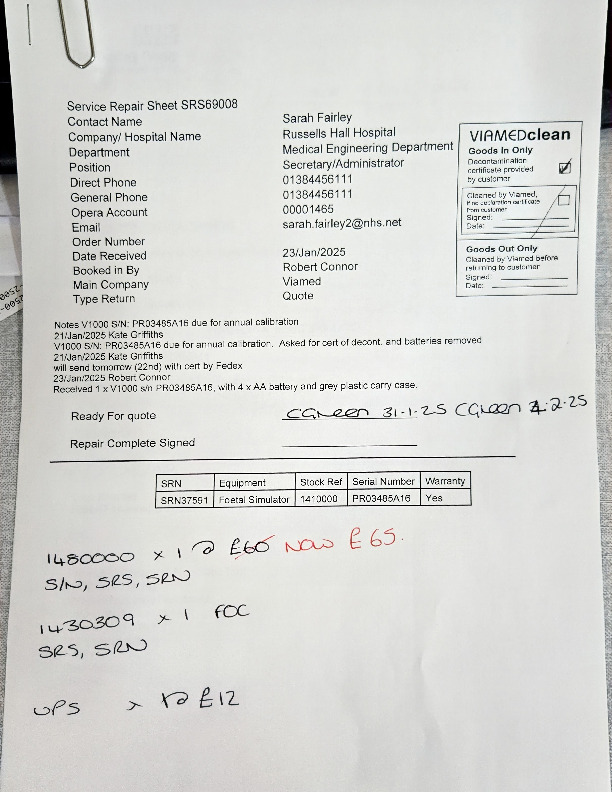 Service Repair Sheet SRS69008
Contact Name Sarah Fairley
Company/ Hospital Name Russells Hall Hospital
Department Medical Engineering Department
Position Secretary/Administrator
Direct Phone 01384456111
General Phone 01384456111
Opera Account 00001465
Email sarah.fairley2@nhs.net
Order Number
Date Received 23/Jan/2025
Booked in By Robert Connor
Main Company Viamed
Type Return Quote
VIAMEDclean
Goods In Only
Decontamination
certificate provided
by customer
Cleaned by Viamed,
declaration certificate
from customer
Signed:
Date:
Goods Out Only
Cleaned by Viamed before
returning to customer
Signed:
Date:
Notes V1000 S/N: PR03485A16 due for annual calibration
21/Jan/2025 Kate Griffiths
V1000 S/N: PR03485A16 due for annual calibration. Asked for cert of decont. and batteries removed
21/Jan/2025 Kate Griffiths
will send tomorrow (22nd) with cert by Fedex
23/Jan/2025 Robert Connor
Received 1 x V1000 s/n PR03485A16, with 4 x AA battery and grey plastic carry case.
Ready For quote CGreen 31-1-25 CGreen 4-2-25
Repair Complete Signed
SRN Equipment Stock Ref Serial Number Warranty
SRN37591 Foetal Simulator 1410000 PR03485A16 Yes
1480000 x 1 @ £60 NOW £65.
S/N, SRS, SRN
1430309 x 1 FOC
SRS, SRN
UPS x 1 @ £12